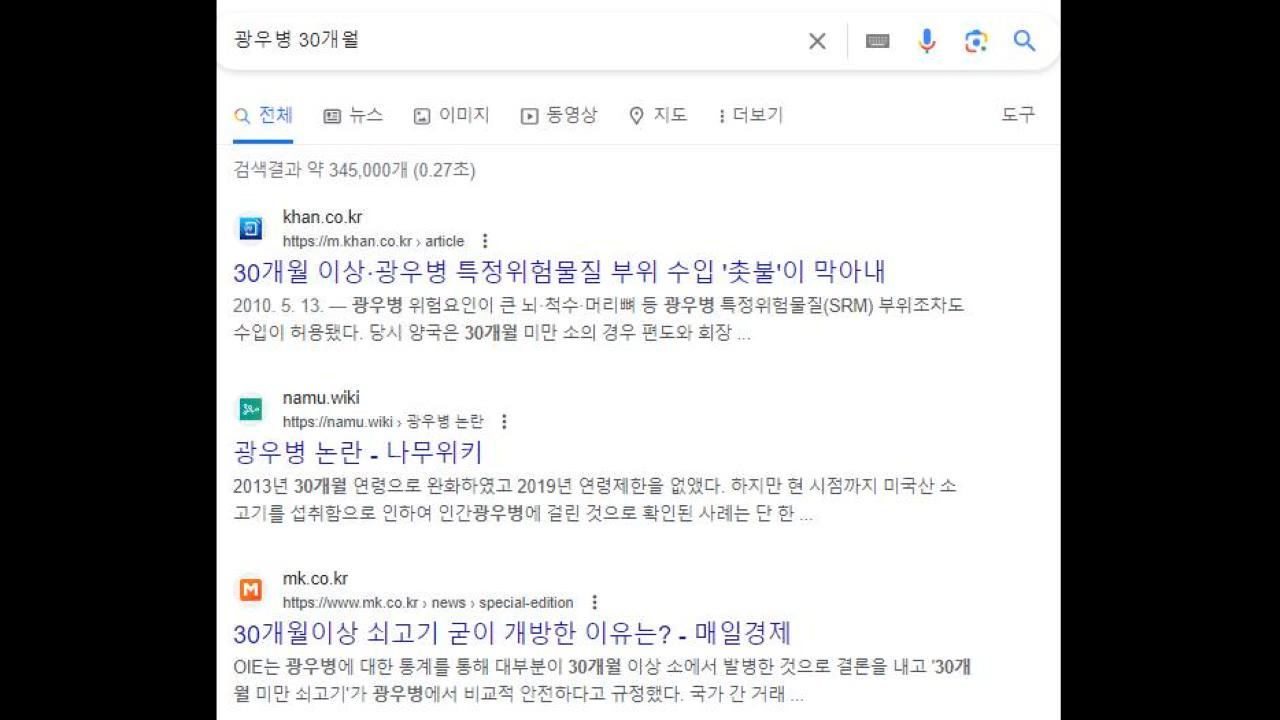 광우병 30개월
전체 뉴스 이미지 동영상 지도 더보기 도구
검색결과 약 345,000개 (0.27초)
khan.co.kr
https://m.khan.co.kr › article
30개월 이상·광우병 특정위험물질 부위 수입 '촛불'이 막아내
2010. 5. 13. — 광우병 위험요인이 큰 뇌·척수·머리뼈 등 광우병 특정위험물질(SRM) 부위조차도
수입이 허용됐다. 당시 양국은 30개월 미만 소의 경우 편도와 회장 ...
namu.wiki
https://namu.wiki › 광우병 논란
광우병 논란 - 나무위키
2013년 30개월 연령으로 완화하였고 2019년 연령제한을 없앴다. 하지만 현 시점까지 미국산 소
고기를 섭취함으로 인하여 인간광우병에 걸린 것으로 확인된 사례는 단 한 ...
mk.co.kr
https://www.mk.co.kr › news › special-edition
30개월이상 쇠고기 굳이 개방한 이유는? - 매일경제
OIE는 광우병에 대한 통계를 통해 대부분이 30개월 이상 소에서 발병한 것으로 결론을 내고 '30개
월 미만 쇠고기'가 광우병에서 비교적 안전하다고 규정했다. 국가 간 거래 ...